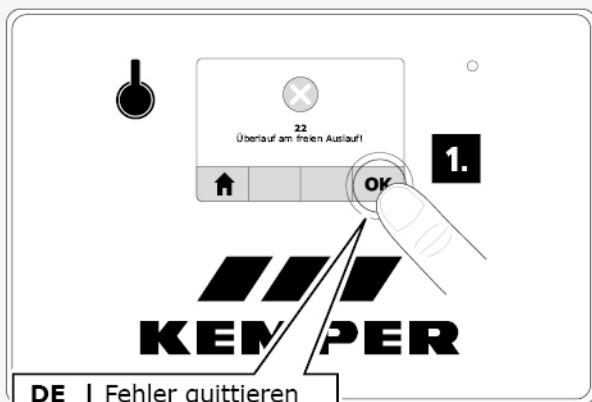 22
Überlauf am freien Auslauf!
OK
1.
KEMPER
DE | Fehler quittieren